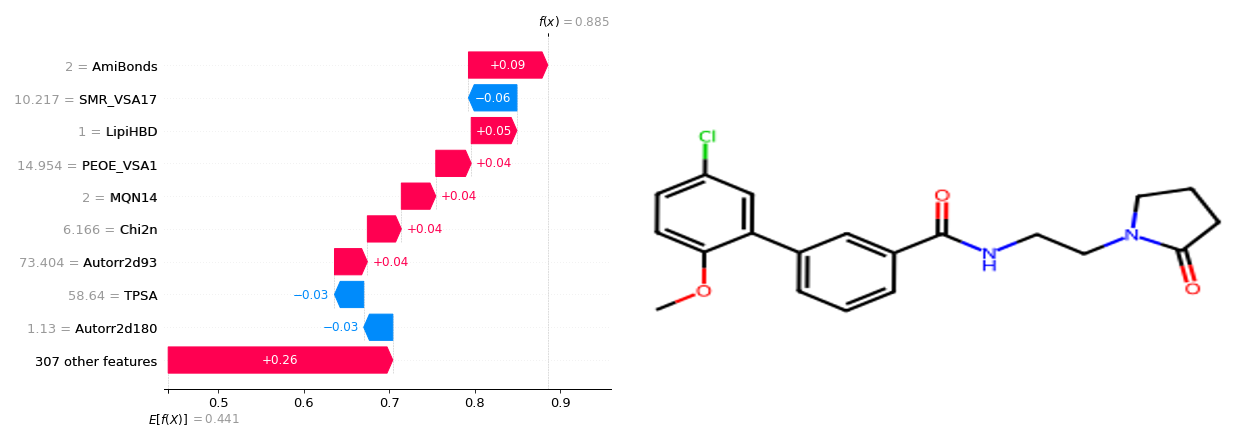 f(x) = 0.885
2 = AmiBonds
+0.09
10.217 = SMR_VSA17
−0.06
1 = LipiHBD
+0.05
14.954 = PEOE_VSA1
+0.04
2 = MQN14
+0.04
6.166 = Chi2n
+0.04
73.404 = Autorr2d93
+0.04
58.64 = TPSA
−0.03
1.13 = Autorr2d180
−0.03
307 other features
+0.26
0.5 0.6 0.7 0.8 0.9
E[f(X)] = 0.441
Cl
O
O
N
H
N
O